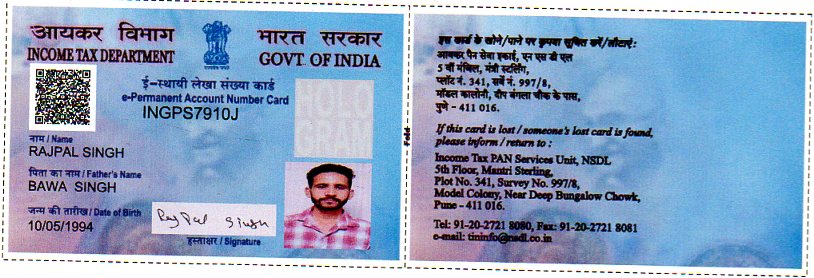 आयकर विभाग
INCOME TAX DEPARTMENT
भारत सरकार
GOVT. OF INDIA
ई-स्थायी लेखा संख्या कार्ड
e-Permanent Account Number Card
INGPS7910J
HOLO
GRAM
नाम / Name
RAJPAL SINGH
पिता का नाम / Father's Name
BAWA SINGH
जन्म की तारीख / Date of Birth
10/05/1994
RajPal Singh
हस्ताक्षर / Signature
Fold
इस कार्ड के खोने/पाने पर कृपया सूचित करें/लौटाएं:
आयकर पैन सेवा इकाई, एन एस डी एल
5 वीं मंज़िल, मंत्री स्टर्लिंग,
प्लॉट नं. 341, सर्वे नं. 997/8,
मॉडल कालोनी, दीप बंगला चौक के पास,
पुणे - 411 016.
If this card is lost / someone's lost card is found,
please inform / return to :
Income Tax PAN Services Unit, NSDL
5th Floor, Mantri Sterling,
Plot No. 341, Survey No. 997/8,
Model Colony, Near Deep Bungalow Chowk,
Pune - 411 016.
Tel: 91-20-2721 8080, Fax: 91-20-2721 8081
e-mail: tininfo@nsdl.co.in